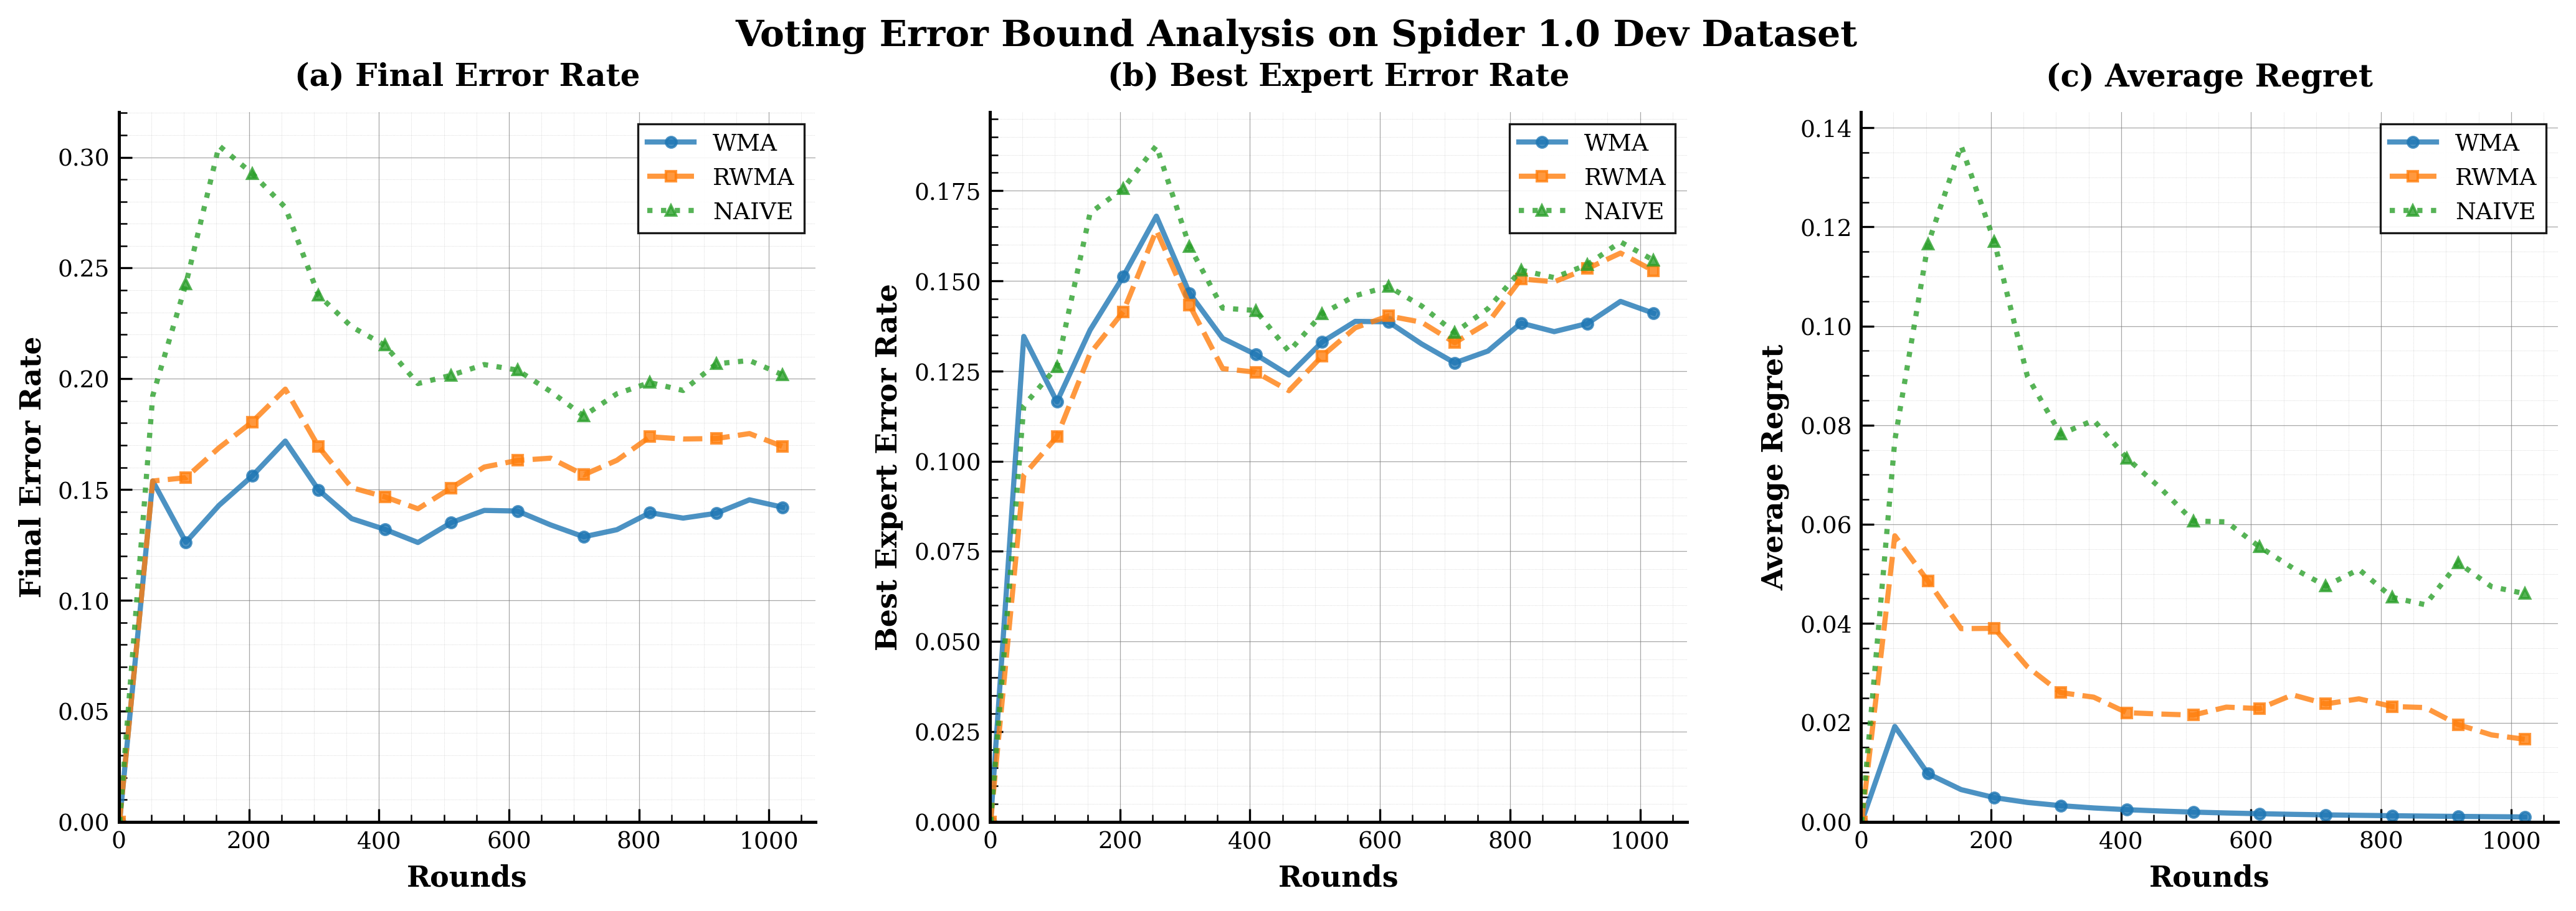 Voting Error Bound Analysis on Spider 1.0 Dev Dataset
(a) Final Error Rate
Final Error Rate
0.30
0.25
0.20
0.15
0.10
0.05
0.00
0 200 400 600 800 1000
Rounds
WMA
RWMA
NAIVE
(b) Best Expert Error Rate
Best Expert Error Rate
0.175
0.150
0.125
0.100
0.075
0.050
0.025
0.000
0 200 400 600 800 1000
Rounds
WMA
RWMA
NAIVE
(c) Average Regret
Average Regret
0.14
0.12
0.10
0.08
0.06
0.04
0.02
0.00
0 200 400 600 800 1000
Rounds
WMA
RWMA
NAIVE